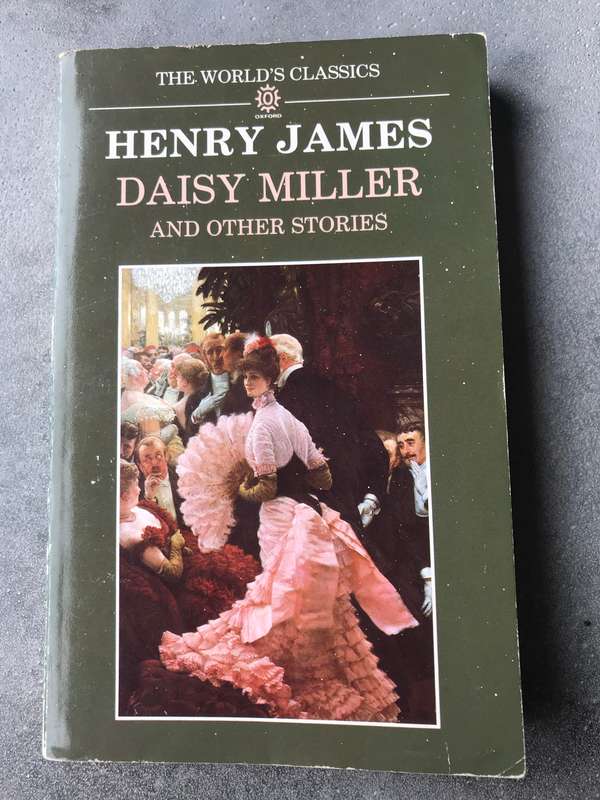 THE WORLD'S CLASSICS
OXFORD
HENRY JAMES
DAISY MILLER
AND OTHER STORIES